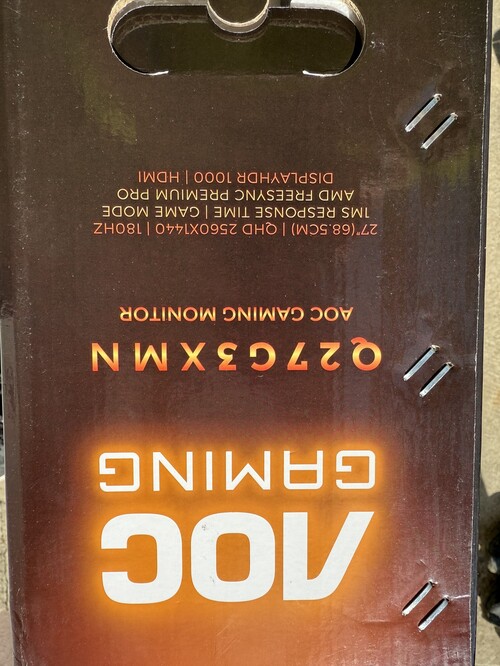 AOC
GAMING
Q27G3XMN
AOC GAMING MONITOR
27"(68.5CM) | QHD 2560X1440 | 180HZ
1MS RESPONSE TIME | GAME MODE
AMD FREESYNC PREMIUM PRO
DISPLAYHDR 1000 | HDMI